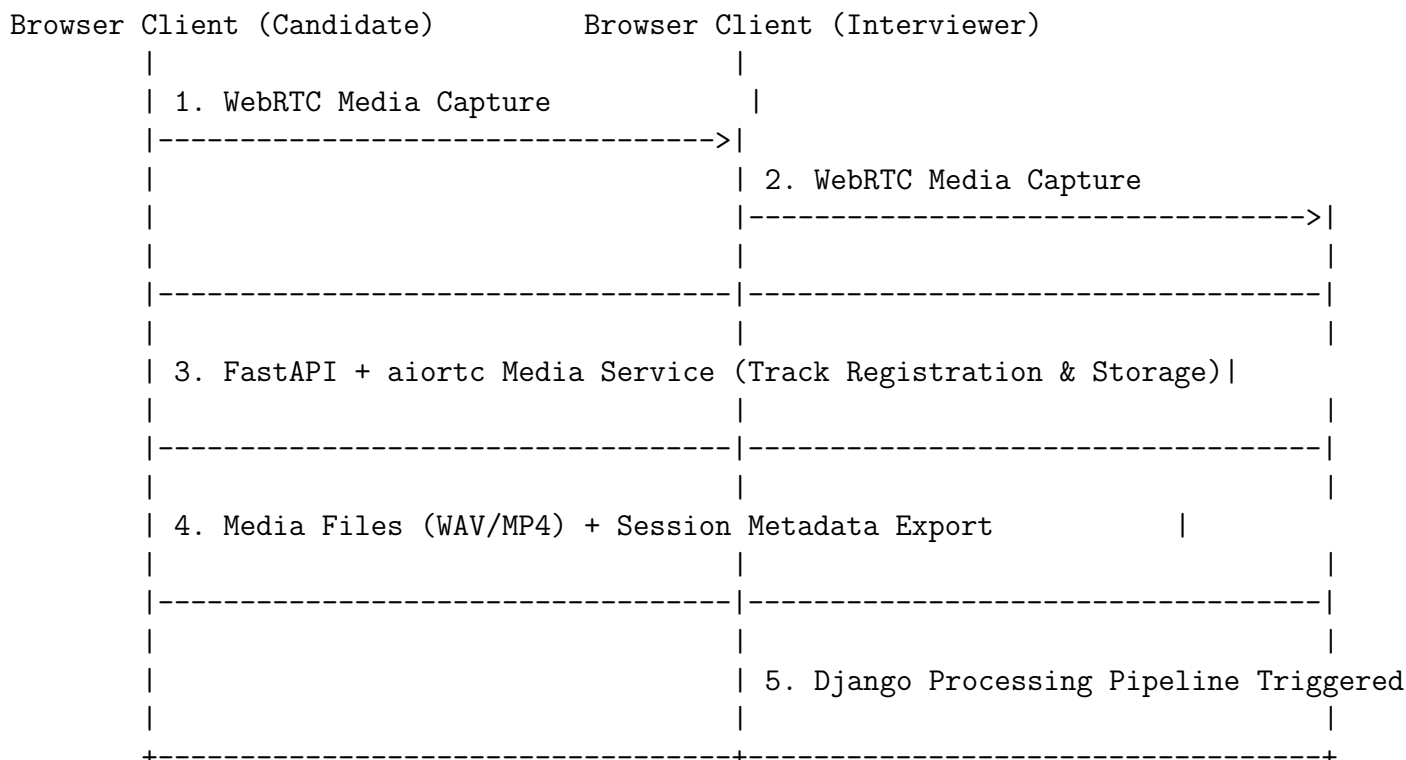 Browser Client (Candidate) Browser Client (Interviewer)
1. WebRTC Media Capture
2. WebRTC Media Capture
3. FastAPI + aiortc Media Service (Track Registration & Storage)
4. Media Files (WAV/MP4) + Session Metadata Export
5. Django Processing Pipeline Triggered